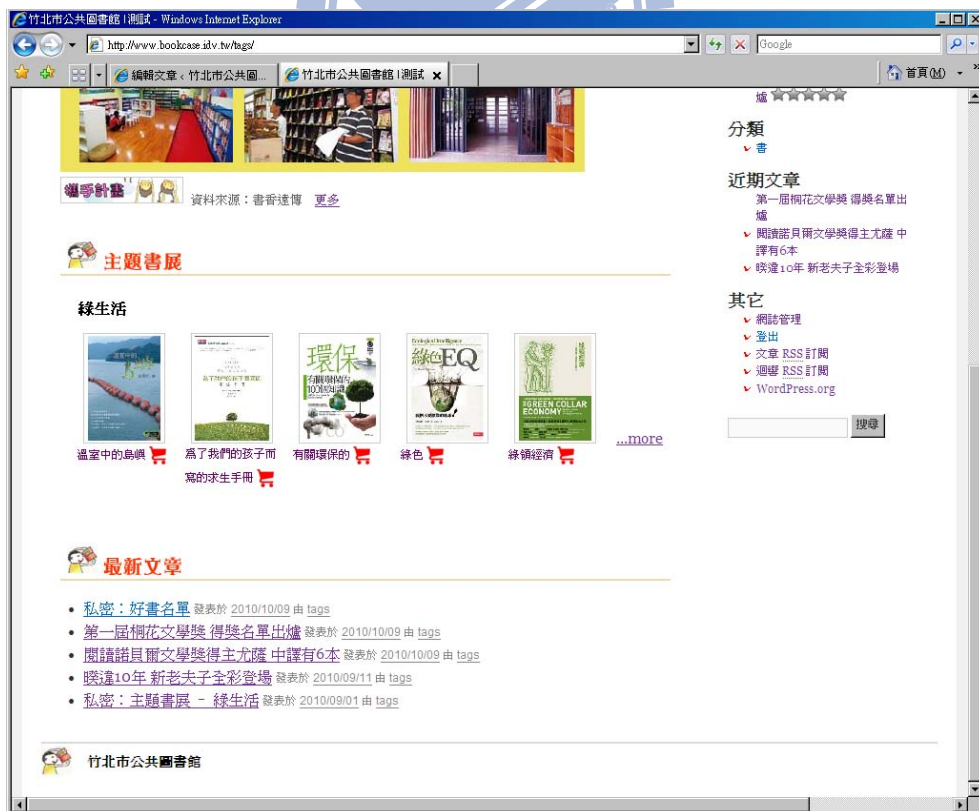 竹北市公共圖書館 | 測試 - Windows Internet Explorer
http://www.bookcase.idv.tw/tags/
Google
編輯文章 ‹ 竹北市公共圖...
竹北市公共圖書館 | 測試
首頁(M)
爐
分類
書
近期文章
第一屆桐花文學獎 得獎名單出
爐
閱讀諾貝爾文學獎得主尤薩 中
譯有6本
暌違10年 新老夫子全彩登場
其它
網誌管理
登出
文章 RSS 訂閱
迴響 RSS 訂閱
WordPress.org
搜尋
攜手計畫
資料來源：書香遠傳 更多
主題書展
綠生活
環保
有關環保的
100個知識
綠色EQ
GREEN COLLAR
ECONOMY
溫室中的島嶼
為了我們的孩子而
寫的求生手冊
有關環保的
綠色
綠領經濟
...more
最新文章
私密：好書名單 發表於 2010/10/09 由 tags
第一屆桐花文學獎 得獎名單出爐 發表於 2010/10/09 由 tags
閱讀諾貝爾文學獎得主尤薩 中譯有6本 發表於 2010/10/09 由 tags
暌違10年 新老夫子全彩登場 發表於 2010/09/11 由 tags
私密：主題書展 – 綠生活 發表於 2010/09/01 由 tags
竹北市公共圖書館